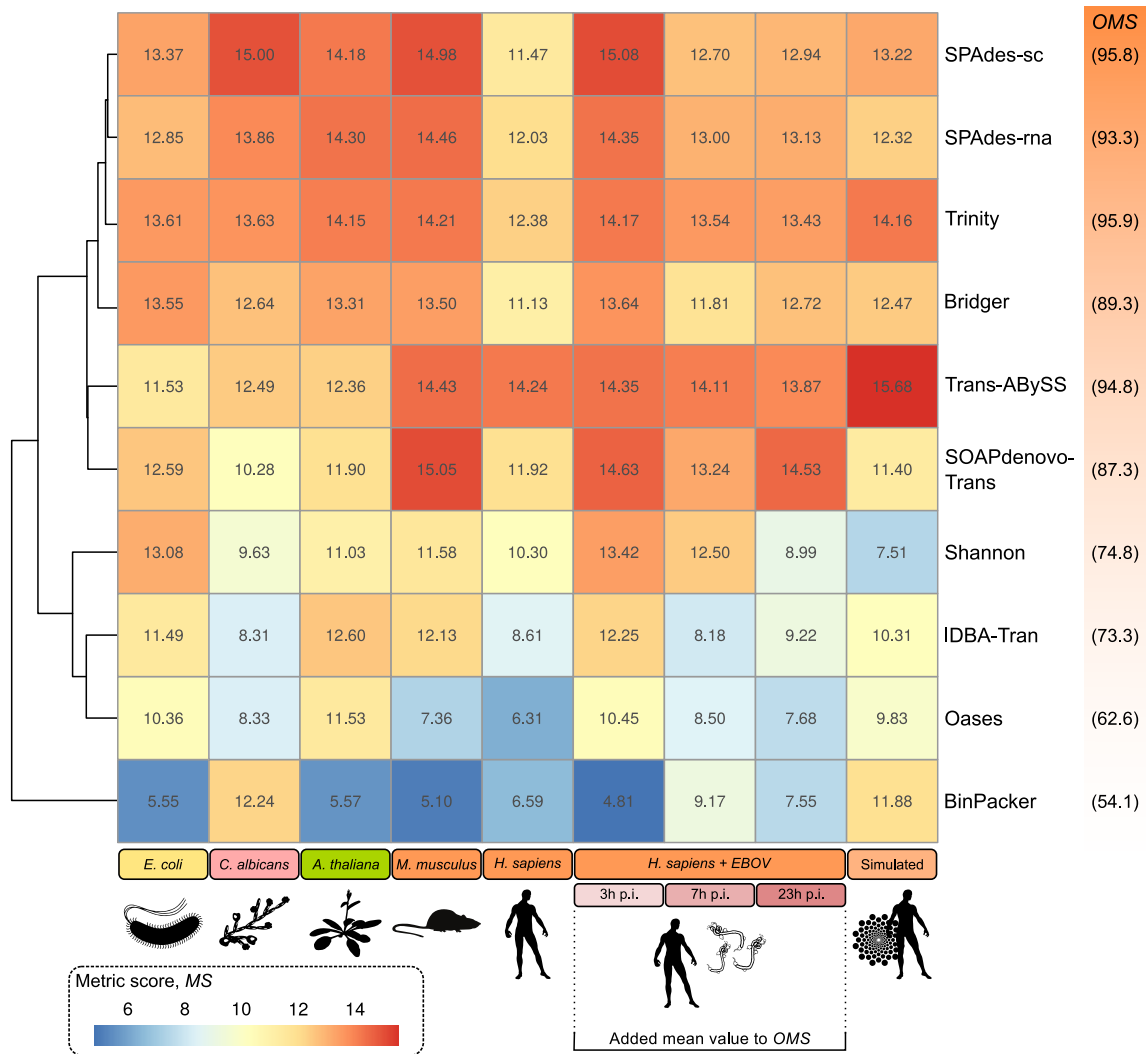 OMS
13.37 15.00 14.18 14.98 11.47 15.08 12.70 12.94 13.22 SPAdes-sc (95.8)
12.85 13.86 14.30 14.46 12.03 14.35 13.00 13.13 12.32 SPAdes-rna (93.3)
13.61 13.63 14.15 14.21 12.38 14.17 13.54 13.43 14.16 Trinity (95.9)
13.55 12.64 13.31 13.50 11.13 13.64 11.81 12.72 12.47 Bridger (89.3)
11.53 12.49 12.36 14.43 14.24 14.35 14.11 13.87 15.68 Trans-ABySS (94.8)
12.59 10.28 11.90 15.05 11.92 14.63 13.24 14.53 11.40 SOAPdenovo- (87.3)
Trans
13.08 9.63 11.03 11.58 10.30 13.42 12.50 8.99 7.51 Shannon (74.8)
11.49 8.31 12.60 12.13 8.61 12.25 8.18 9.22 10.31 IDBA-Tran (73.3)
10.36 8.33 11.53 7.36 6.31 10.45 8.50 7.68 9.83 Oases (62.6)
5.55 12.24 5.57 5.10 6.59 4.81 9.17 7.55 11.88 BinPacker (54.1)
E. coli C. albicans A. thaliana M. musculus H. sapiens H. sapiens + EBOV Simulated
3h p.i. 7h p.i. 23h p.i.
Metric score, MS
6 8 10 12 14
Added mean value to OMS